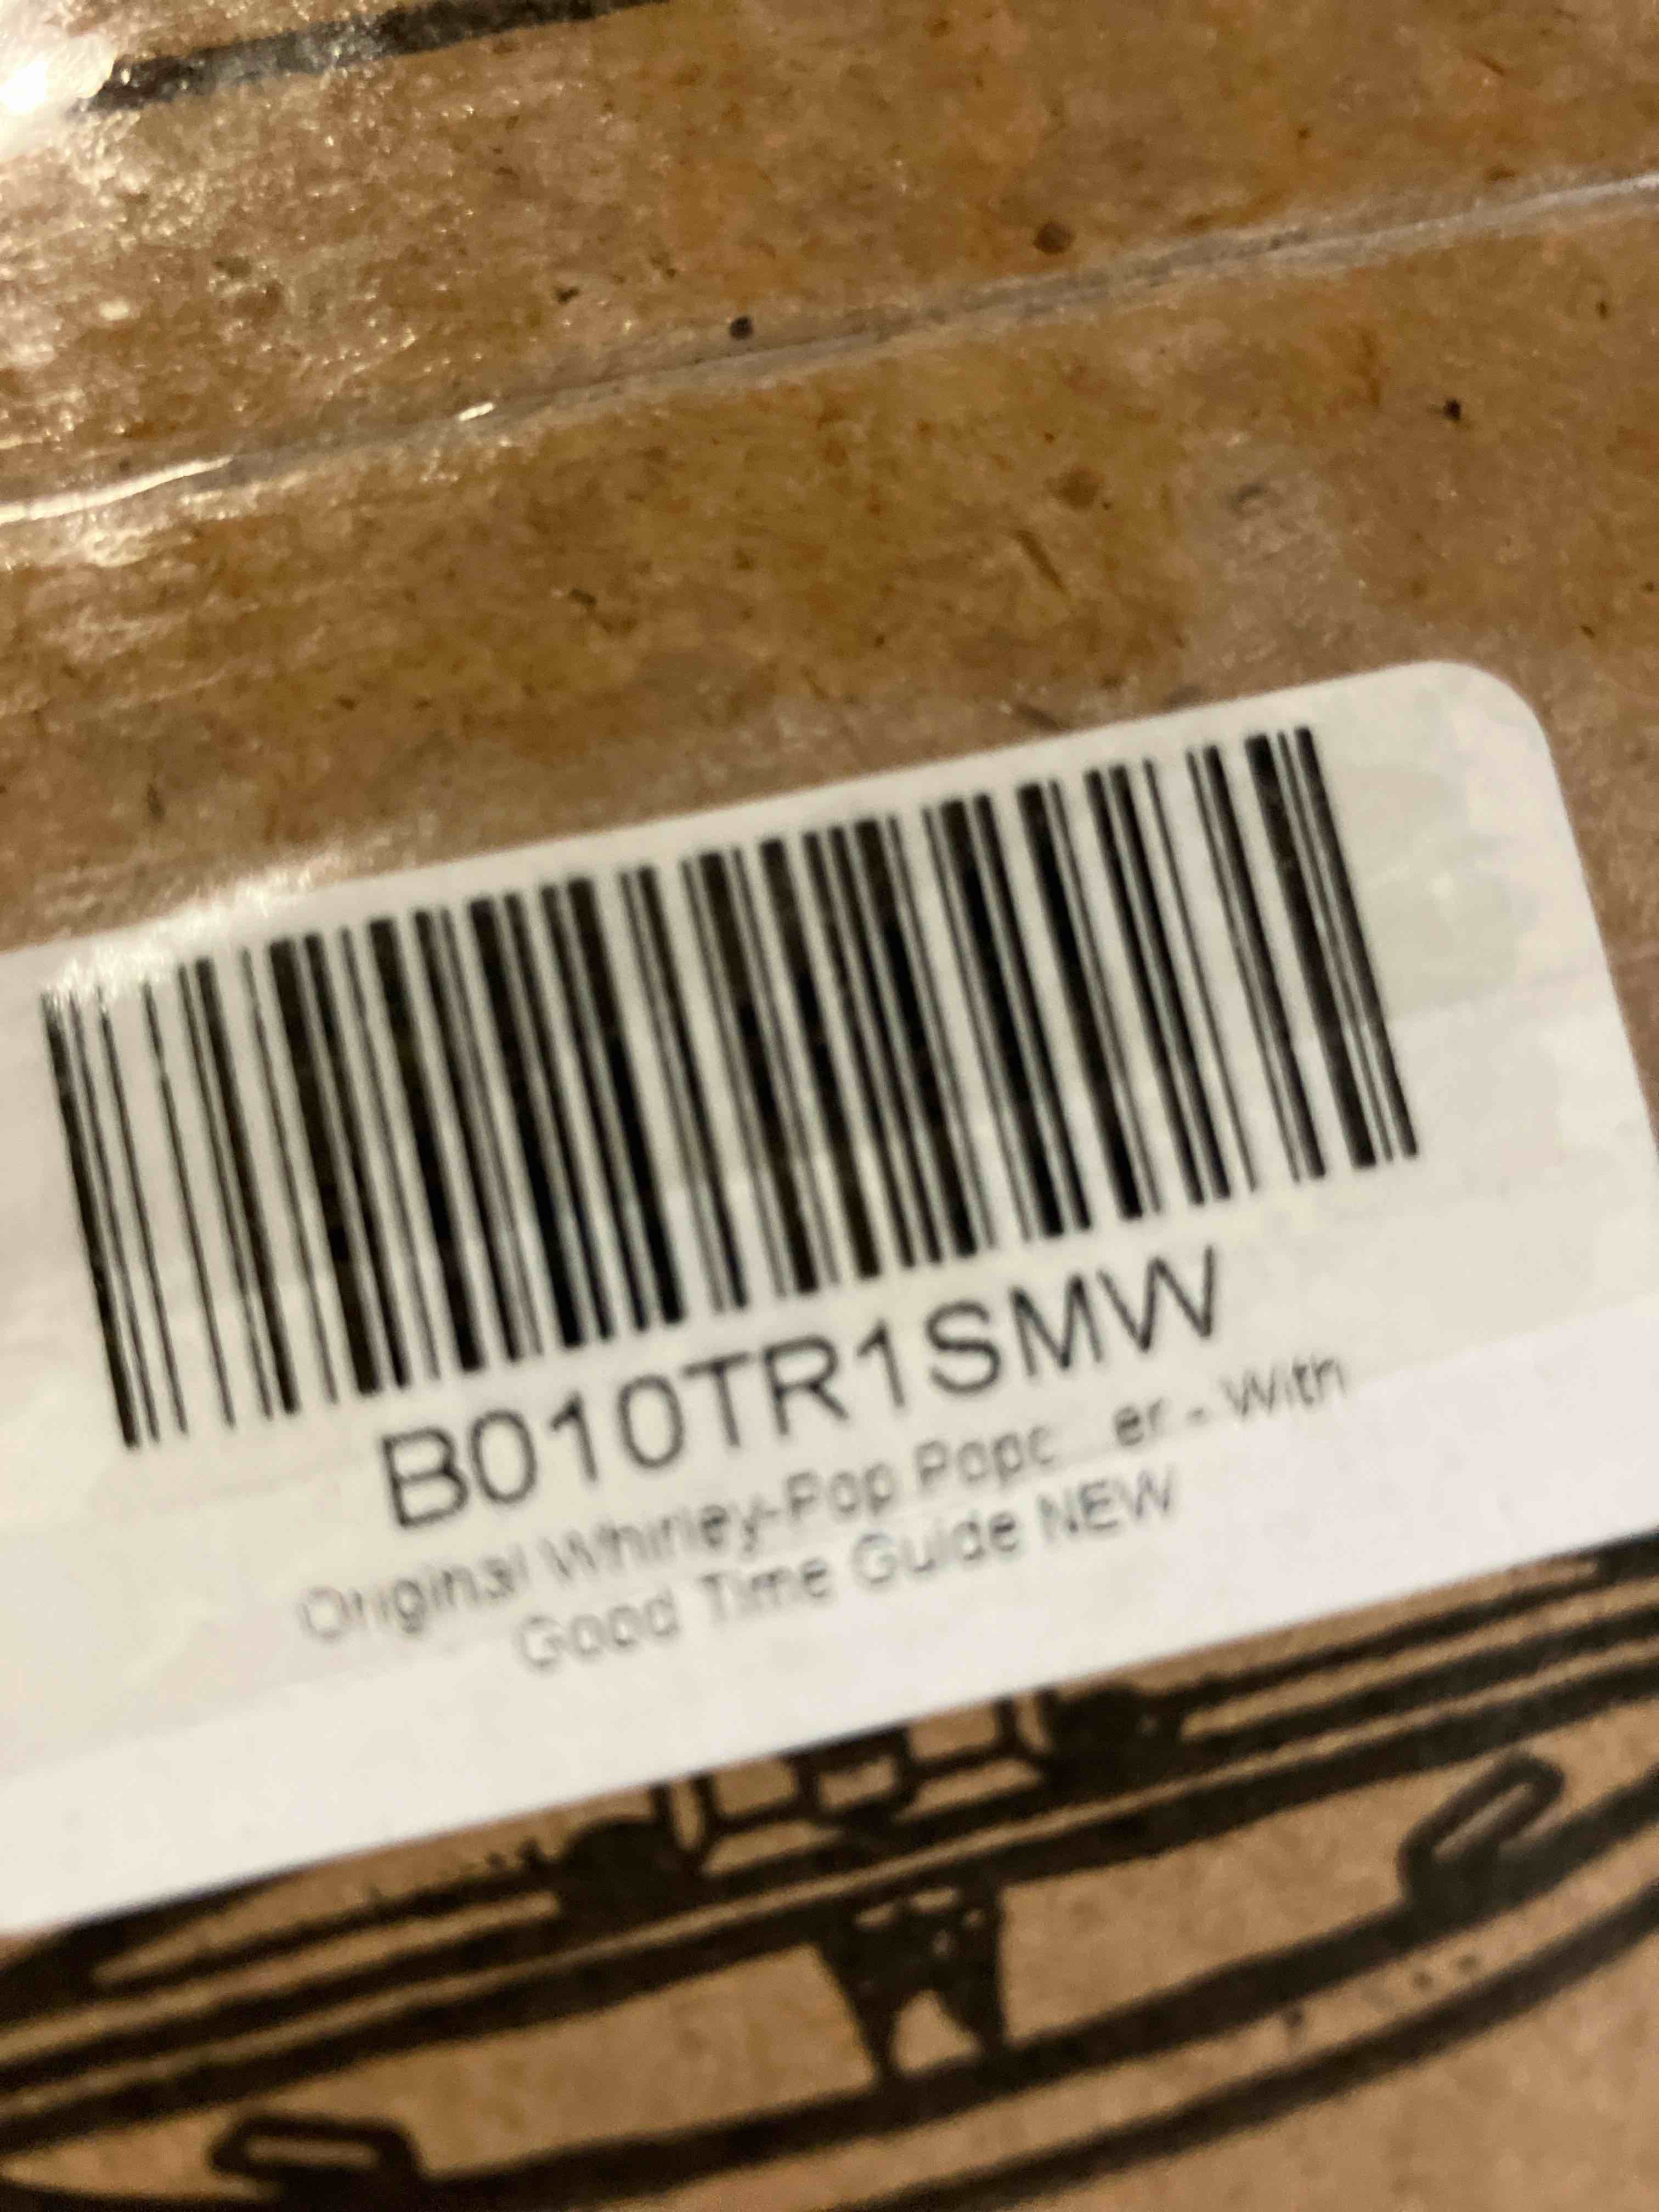 B010TR1SMW
Original Whirley-Pop Popc...er - With
Good Time Guide NEW